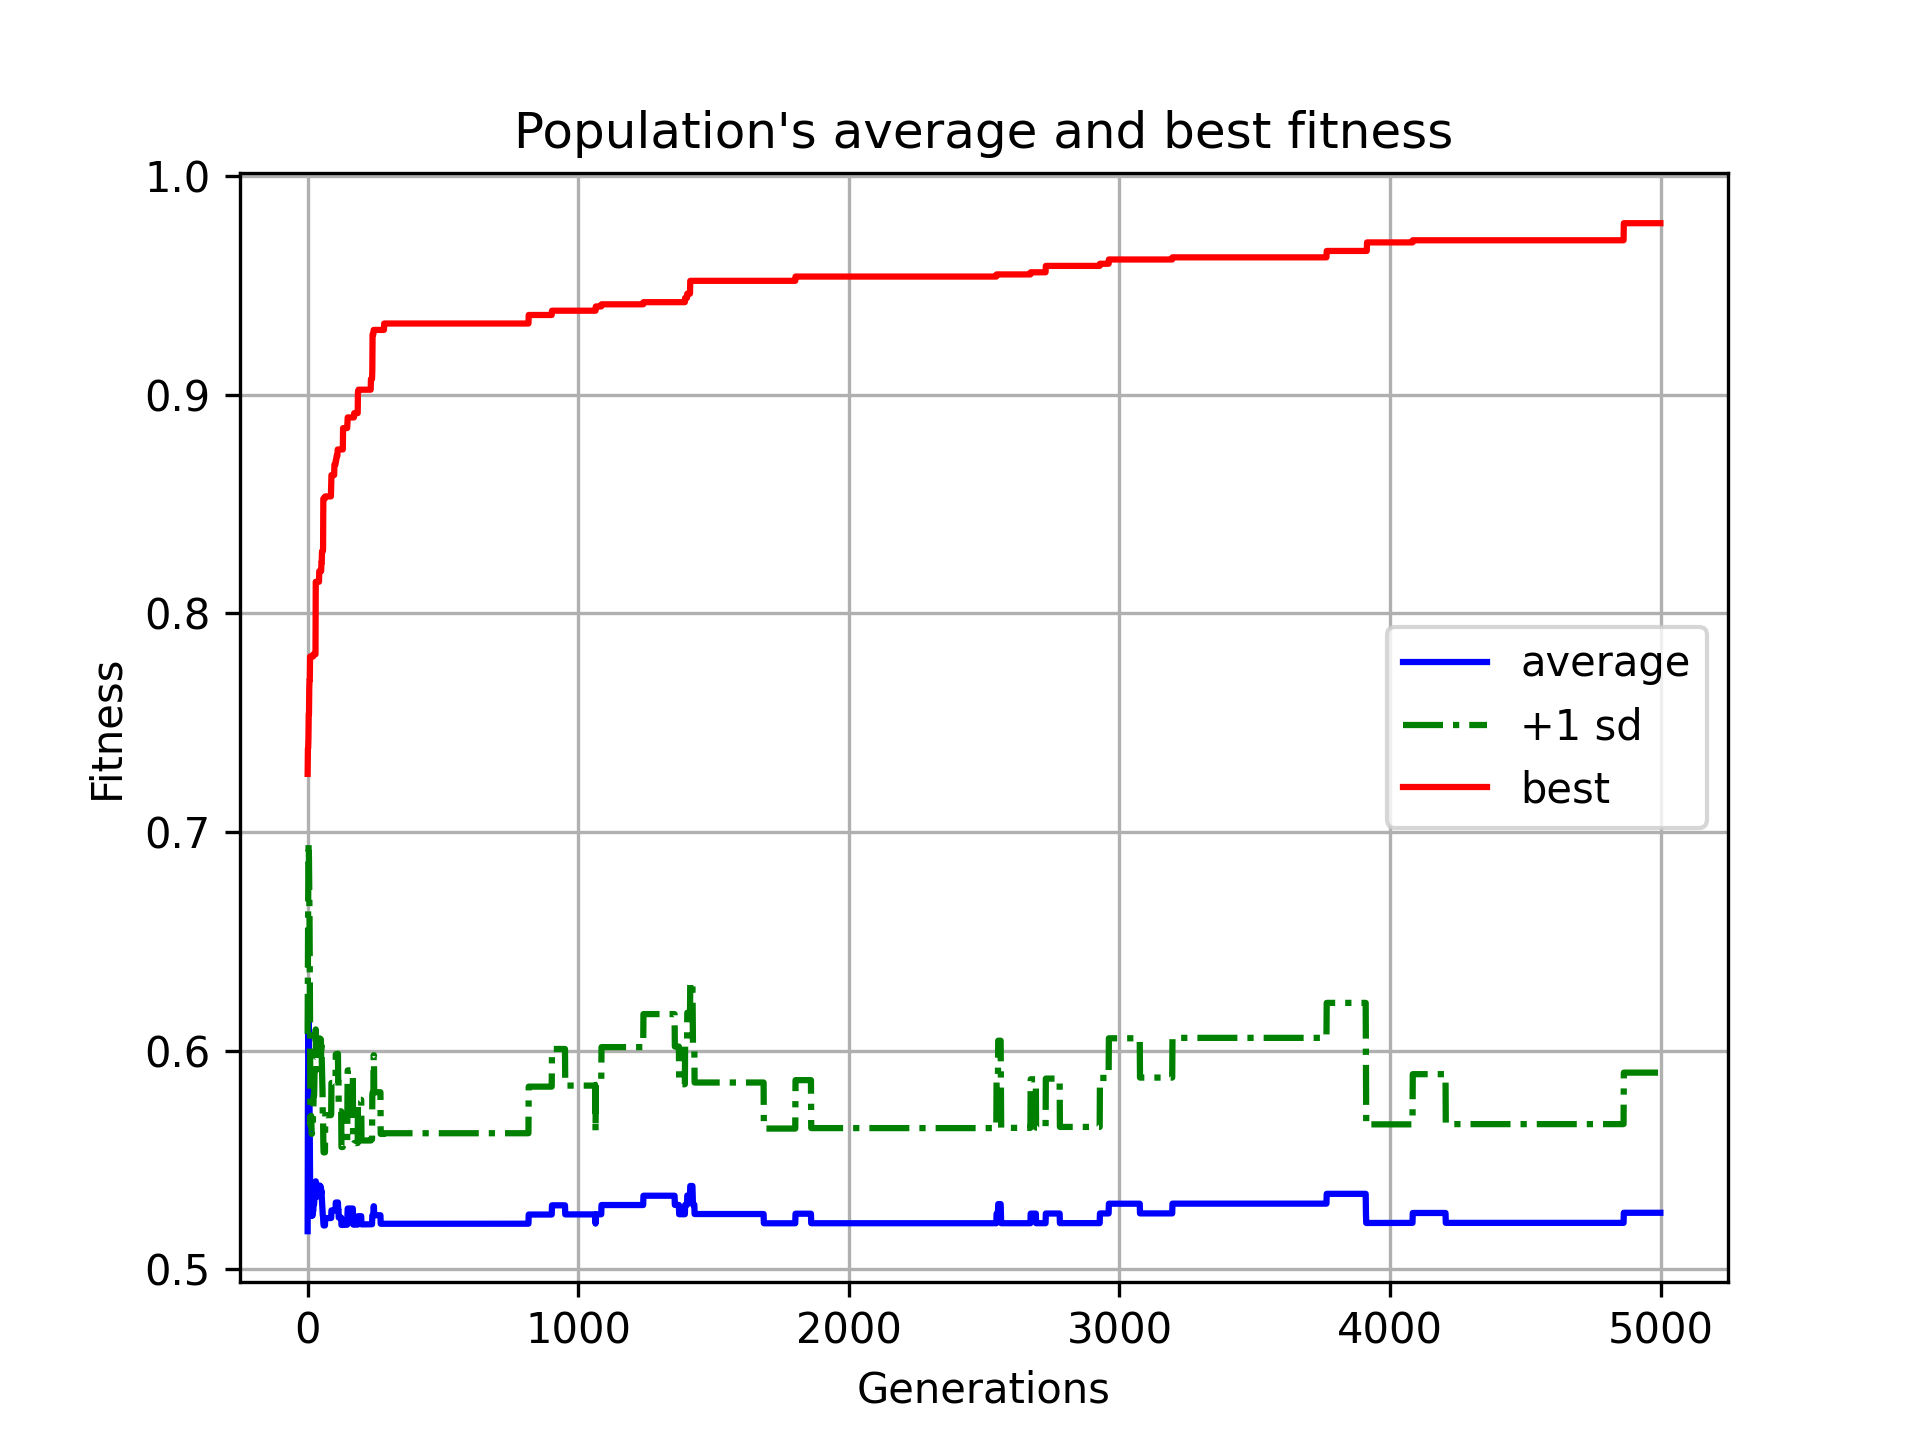 Population's average and best fitness
1.0
0.9
0.8
0.7
0.6
0.5
Fitness
average
+1 sd
best
0 1000 2000 3000 4000 5000
Generations